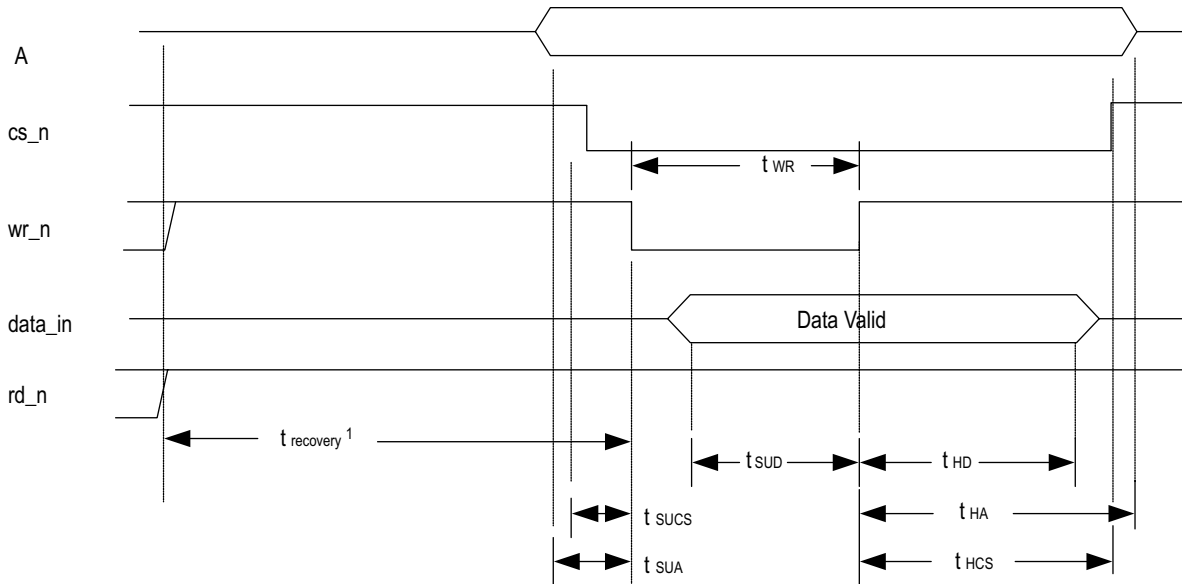 A
cs_n
t WR
wr_n
data_in
Data Valid
rd_n
t recovery 1
t SUD
t HD
t SUCS
t HA
t SUA
t HCS